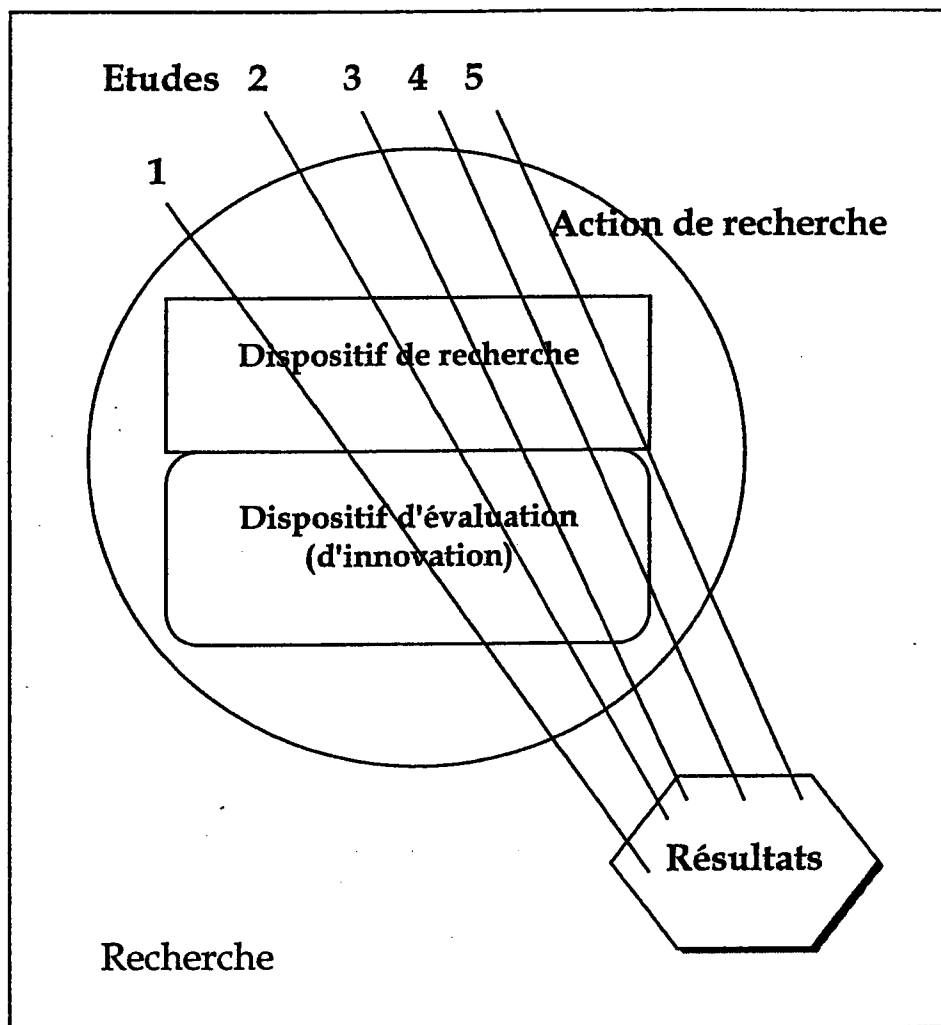 Etudes 2 3 4 5
1
Action de recherche
Dispositif de recherche
Dispositif d'évaluation
(d'innovation)
Résultats
Recherche